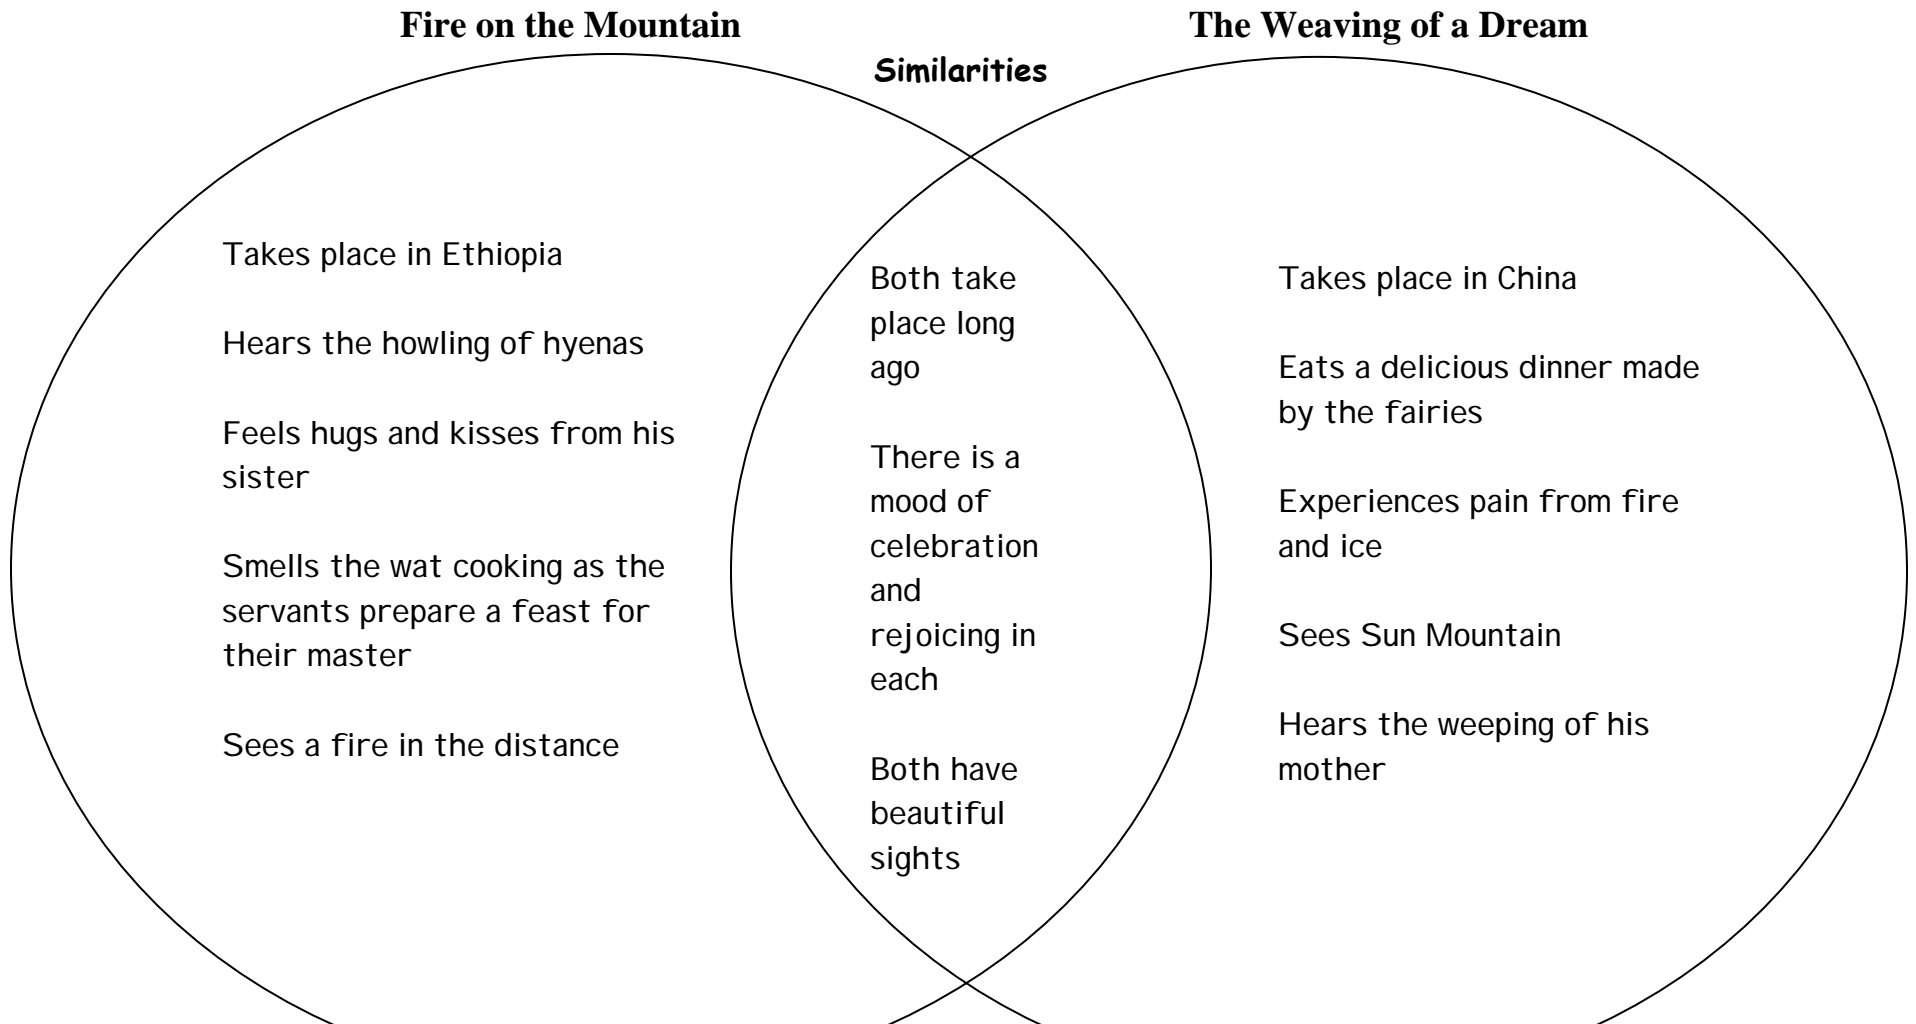 Fire on the Mountain
The Weaving of a Dream
Similarities
Takes place in Ethiopia
Hears the howling of hyenas
Feels hugs and kisses from his
sister
Smells the wat cooking as the
servants prepare a feast for
their master
Sees a fire in the distance
Both take
place long
ago
There is a
mood of
celebration
and
rejoicing in
each
Both have
beautiful
sights
Takes place in China
Eats a delicious dinner made
by the fairies
Experiences pain from fire
and ice
Sees Sun Mountain
Hears the weeping of his
mother